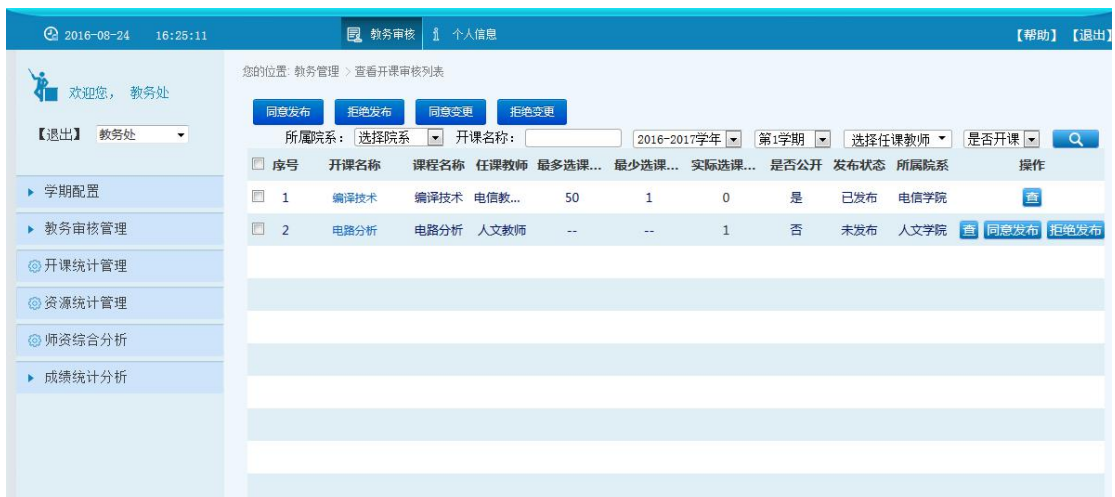 2016-08-24 16:25:11 教务审核 个人信息 【帮助】 【退出】
您的位置: 教务管理 > 查看开课审核列表
欢迎您， 教务处
【退出】 教务处
学期配置
教务审核管理
开课统计管理
资源统计管理
师资综合分析
成绩统计分析
同意发布 拒绝发布 同意变更 拒绝变更
所属院系: 选择院系 开课名称: 2016-2017学年 第1学期 选择任课教师 是否开课
序号 开课名称 课程名称 任课教师 最多选课... 最少选课... 实际选课... 是否公开 发布状态 所属院系 操作
1 编译技术 编译技术 电信教... 50 1 0 是 已发布 电信学院 查
2 电路分析 电路分析 人文教师 -- -- 1 否 未发布 人文学院 查 同意发布 拒绝发布